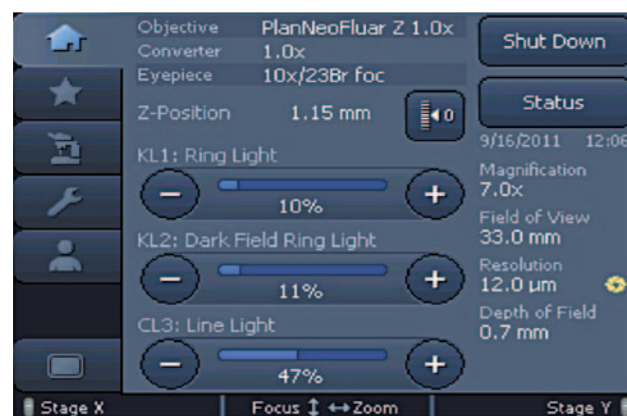 Objective PlanNeoFluar Z 1.0x
Converter 1.0x
Eyepiece 10x/23Br foc
Z-Position 1.15 mm
0
KL1: Ring Light
10%
KL2: Dark Field Ring Light
11%
CL3: Line Light
47%
Shut Down
Status
9/16/2011 12:06
Magnification
7.0x
Field of View
33.0 mm
Resolution
12.0 µm
Depth of Field
0.7 mm
Stage X Focus ↕ ↔ Zoom Stage Y